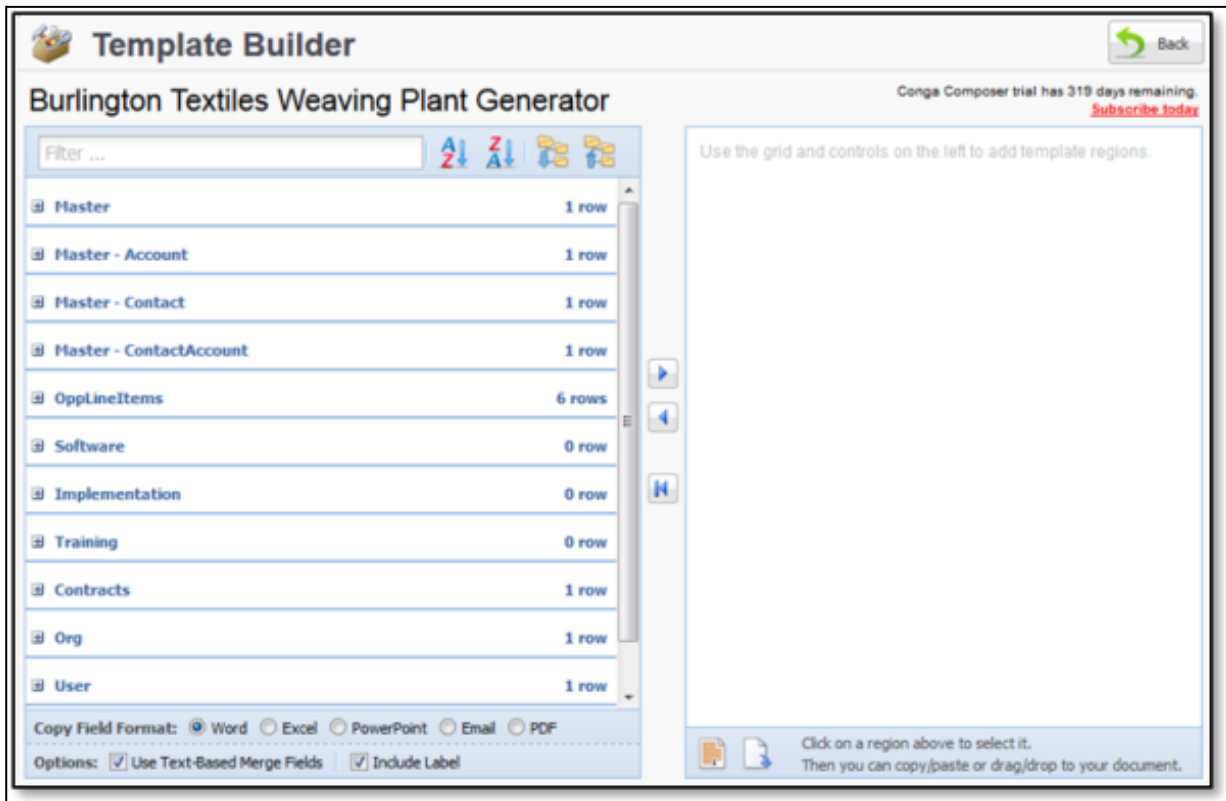 Template Builder
Back
Burlington Textiles Weaving Plant Generator
Conga Composer trial has 319 days remaining.
Subscribe today
Filter ...
Use the grid and controls on the left to add template regions.
Master 1 row
Master - Account 1 row
Master - Contact 1 row
Master - ContactAccount 1 row
OppLineItems 6 rows
Software 0 row
Implementation 0 row
Training 0 row
Contracts 1 row
Org 1 row
User 1 row
Copy Field Format: Word Excel PowerPoint Email PDF
Options: Use Text-Based Merge Fields Include Label
Click on a region above to select it.
Then you can copy/paste or drag/drop to your document.